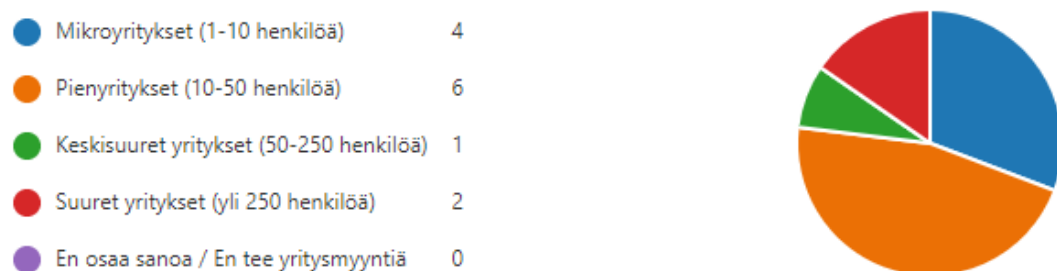 Mikroyritykset (1-10 henkilöä) 4
Pienyritykset (10-50 henkilöä) 6
Keskisuuret yritykset (50-250 henkilöä) 1
Suuret yritykset (yli 250 henkilöä) 2
En osaa sanoa / En tee yritysmyyntiä 0